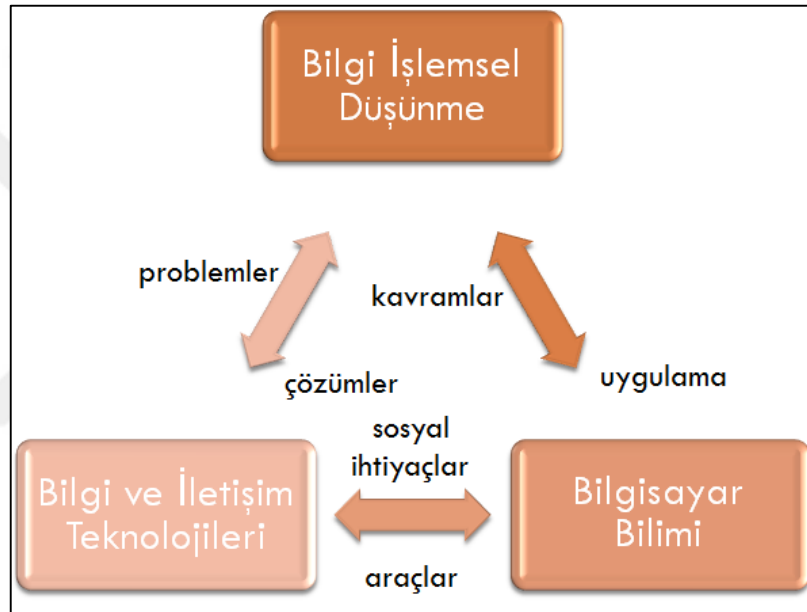 Bilgi İşlemsel
Düşünme
problemler
kavramlar
çözümler
uygulama
sosyal
ihtiyaçlar
Bilgi ve İletişim
Teknolojileri
Bilgisayar
Bilimi
araçlar